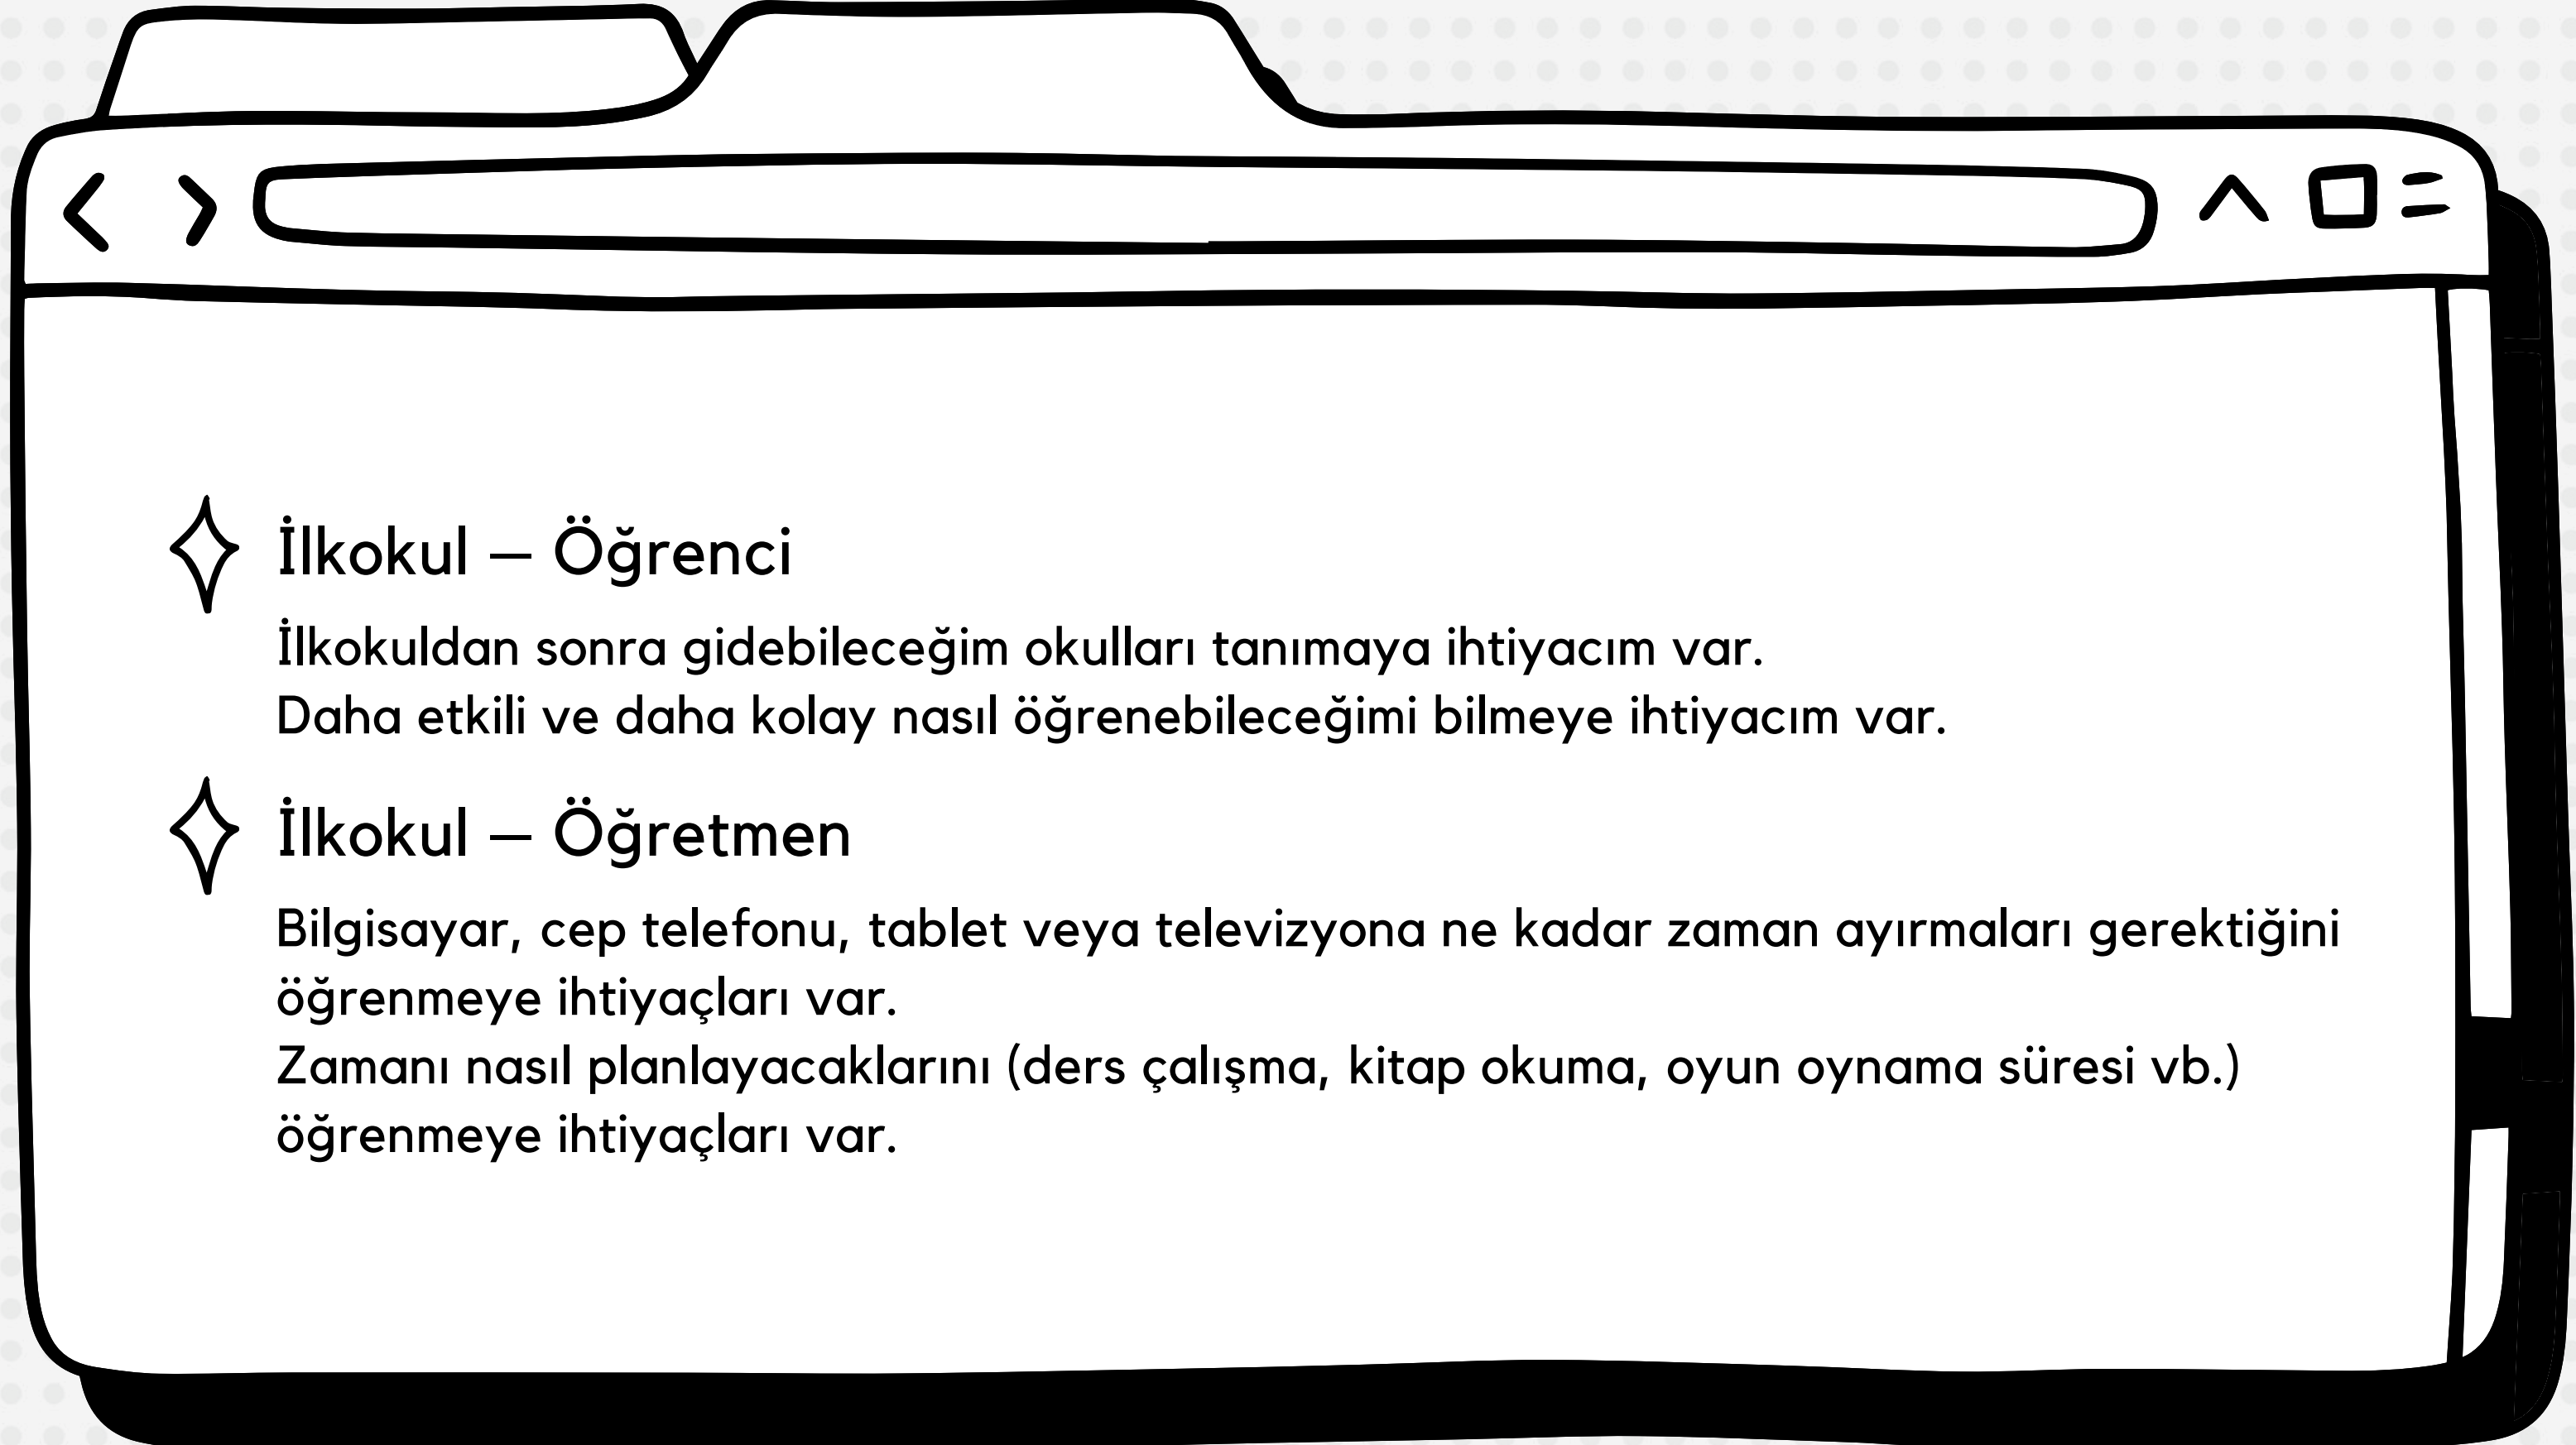 İlkokul — Öğrenci
İlkokuldan sonra gidebileceğim okulları tanımaya ihtiyacım var.
Daha etkili ve daha kolay nasıl öğrenebileceğimi bilmeye ihtiyacım var.
İlkokul — Öğretmen
Bilgisayar, cep telefonu, tablet veya televizyona ne kadar zaman ayırmaları gerektiğini
öğrenmeye ihtiyaçları var.
Zamanı nasıl planlayacaklarını (ders çalışma, kitap okuma, oyun oynama süresi vb.)
öğrenmeye ihtiyaçları var.